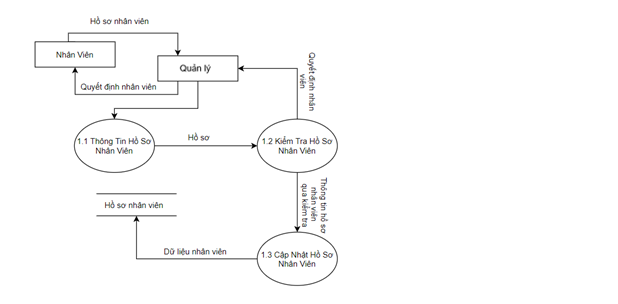 Hồ sơ nhân viên
Nhân Viên
Quản lý
Quyết định nhân viên
Quyết định nhân
viên
1.1 Thông Tin Hồ Sơ
Nhân Viên
Hồ sơ
1.2 Kiểm Tra Hồ Sơ
Nhân Viên
Thông tin hồ sơ
nhân viên
qua kiểm tra
Hồ sơ nhân viên
Dữ liệu nhân viên
1.3 Cập Nhật Hồ Sơ
Nhân Viên